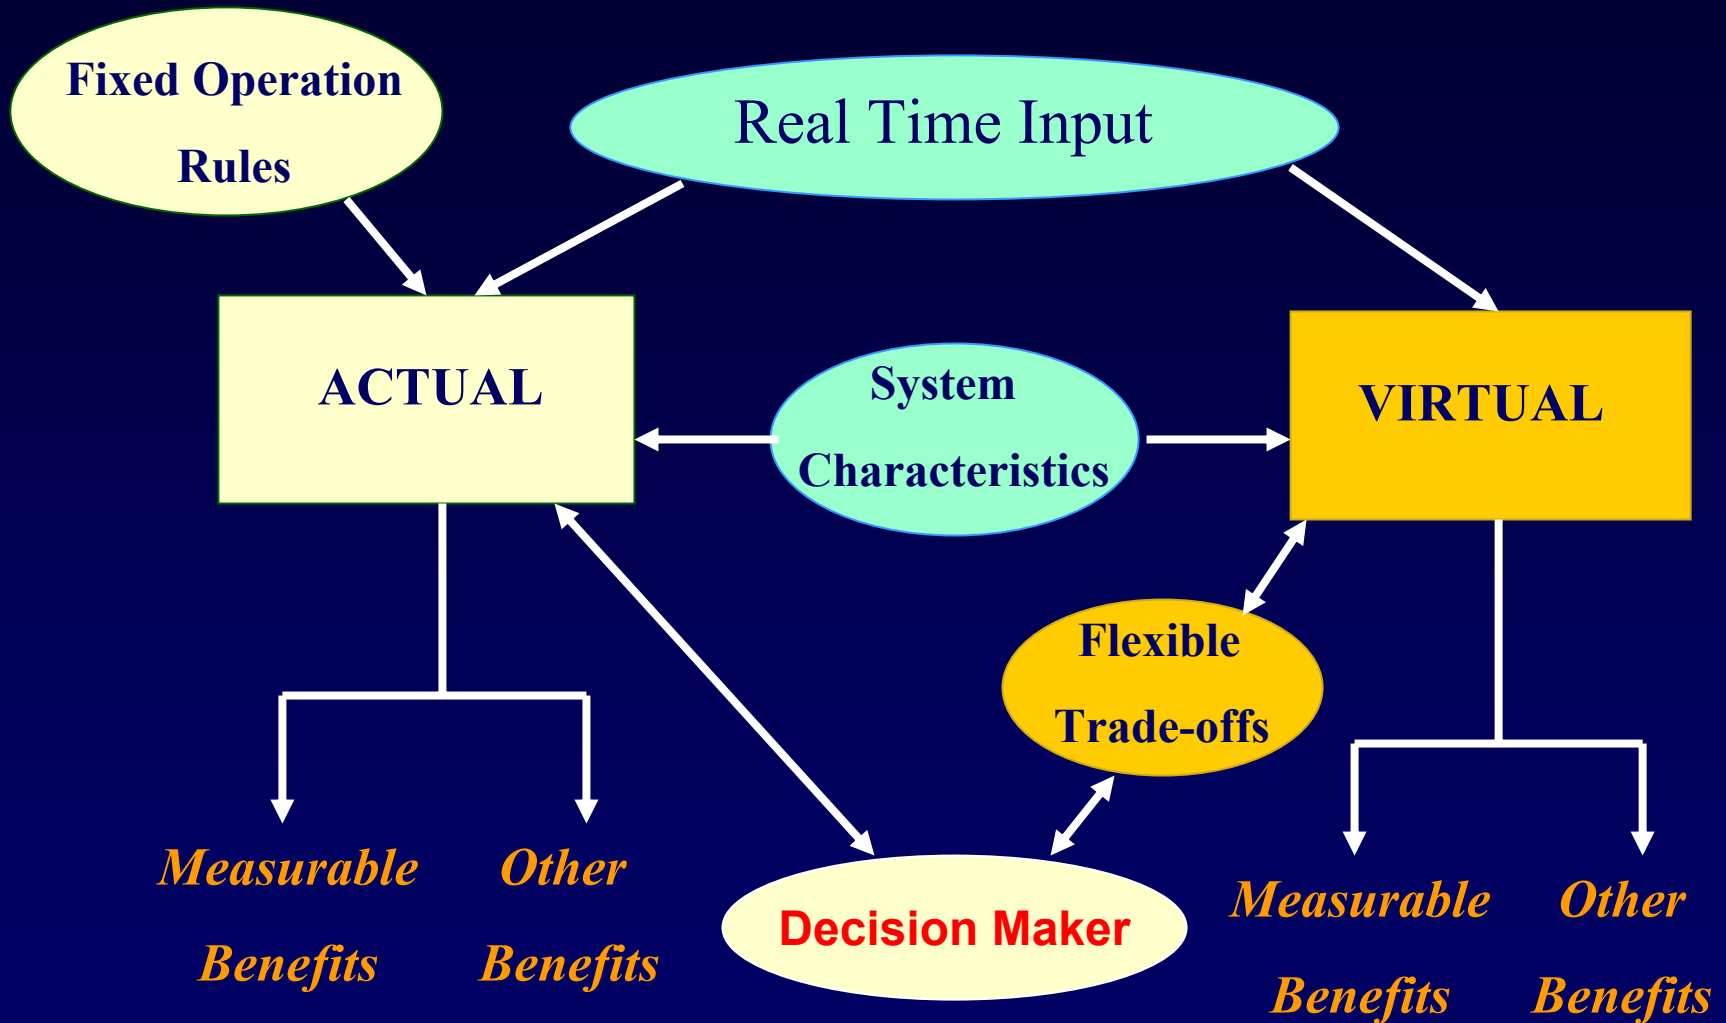 Fixed Operation
Rules
Real Time Input
ACTUAL
System
Characteristics
VIRTUAL
Flexible
Trade-offs
Measurable
Benefits
Other
Benefits
Decision Maker
Measurable
Benefits
Other
Benefits